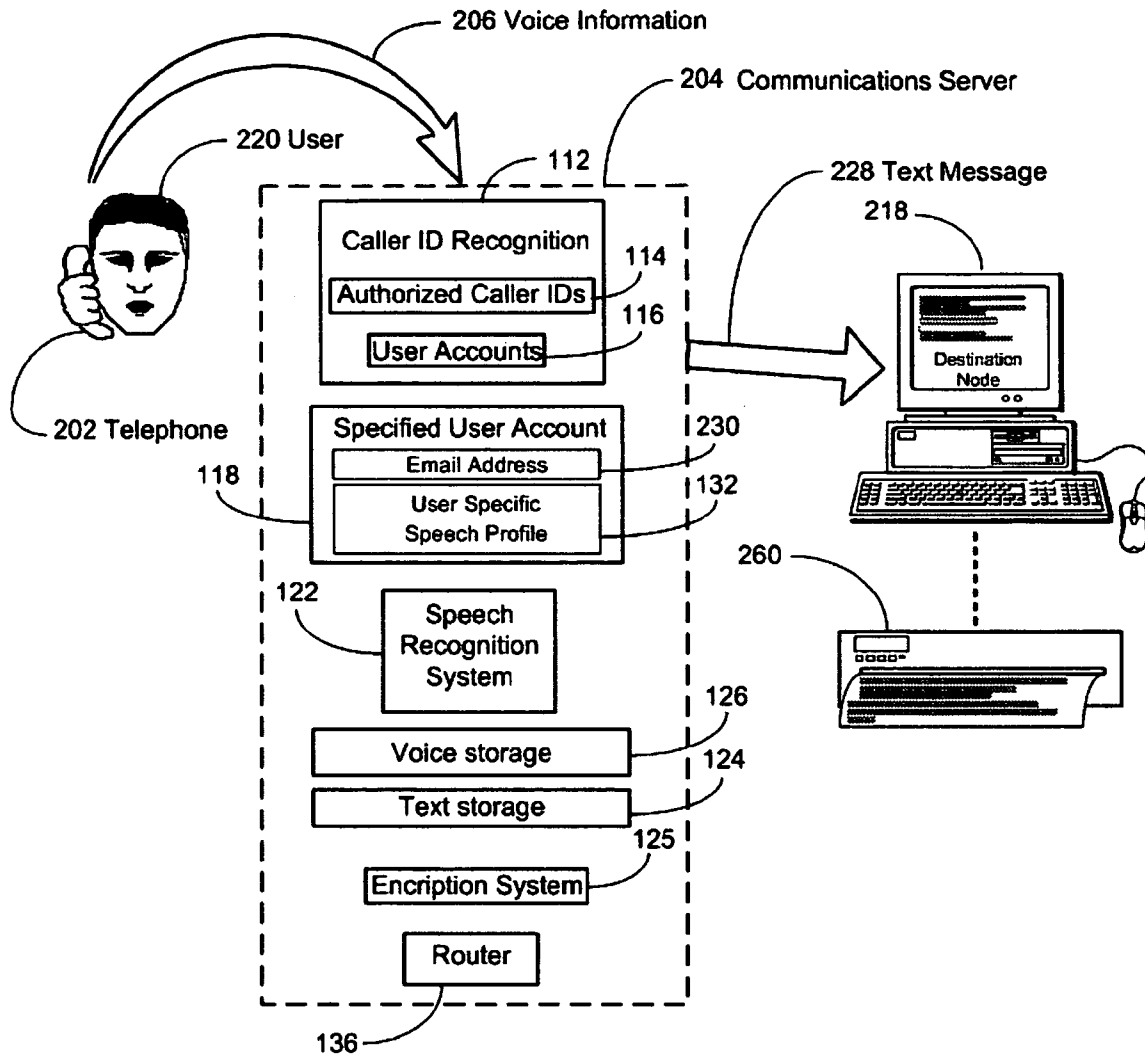 206 Voice Information
204 Communications Server
220 User
112
228 Text Message
218
Caller ID Recognition
114
Authorized Caller IDs
116
User Accounts
Destination
Node
202 Telephone
Specified User Account
230
Email Address
118
132
User Specific
Speech Profile
260
122
Speech
Recognition
System
126
Voice storage
124
Text storage
125
Encription System
Router
136